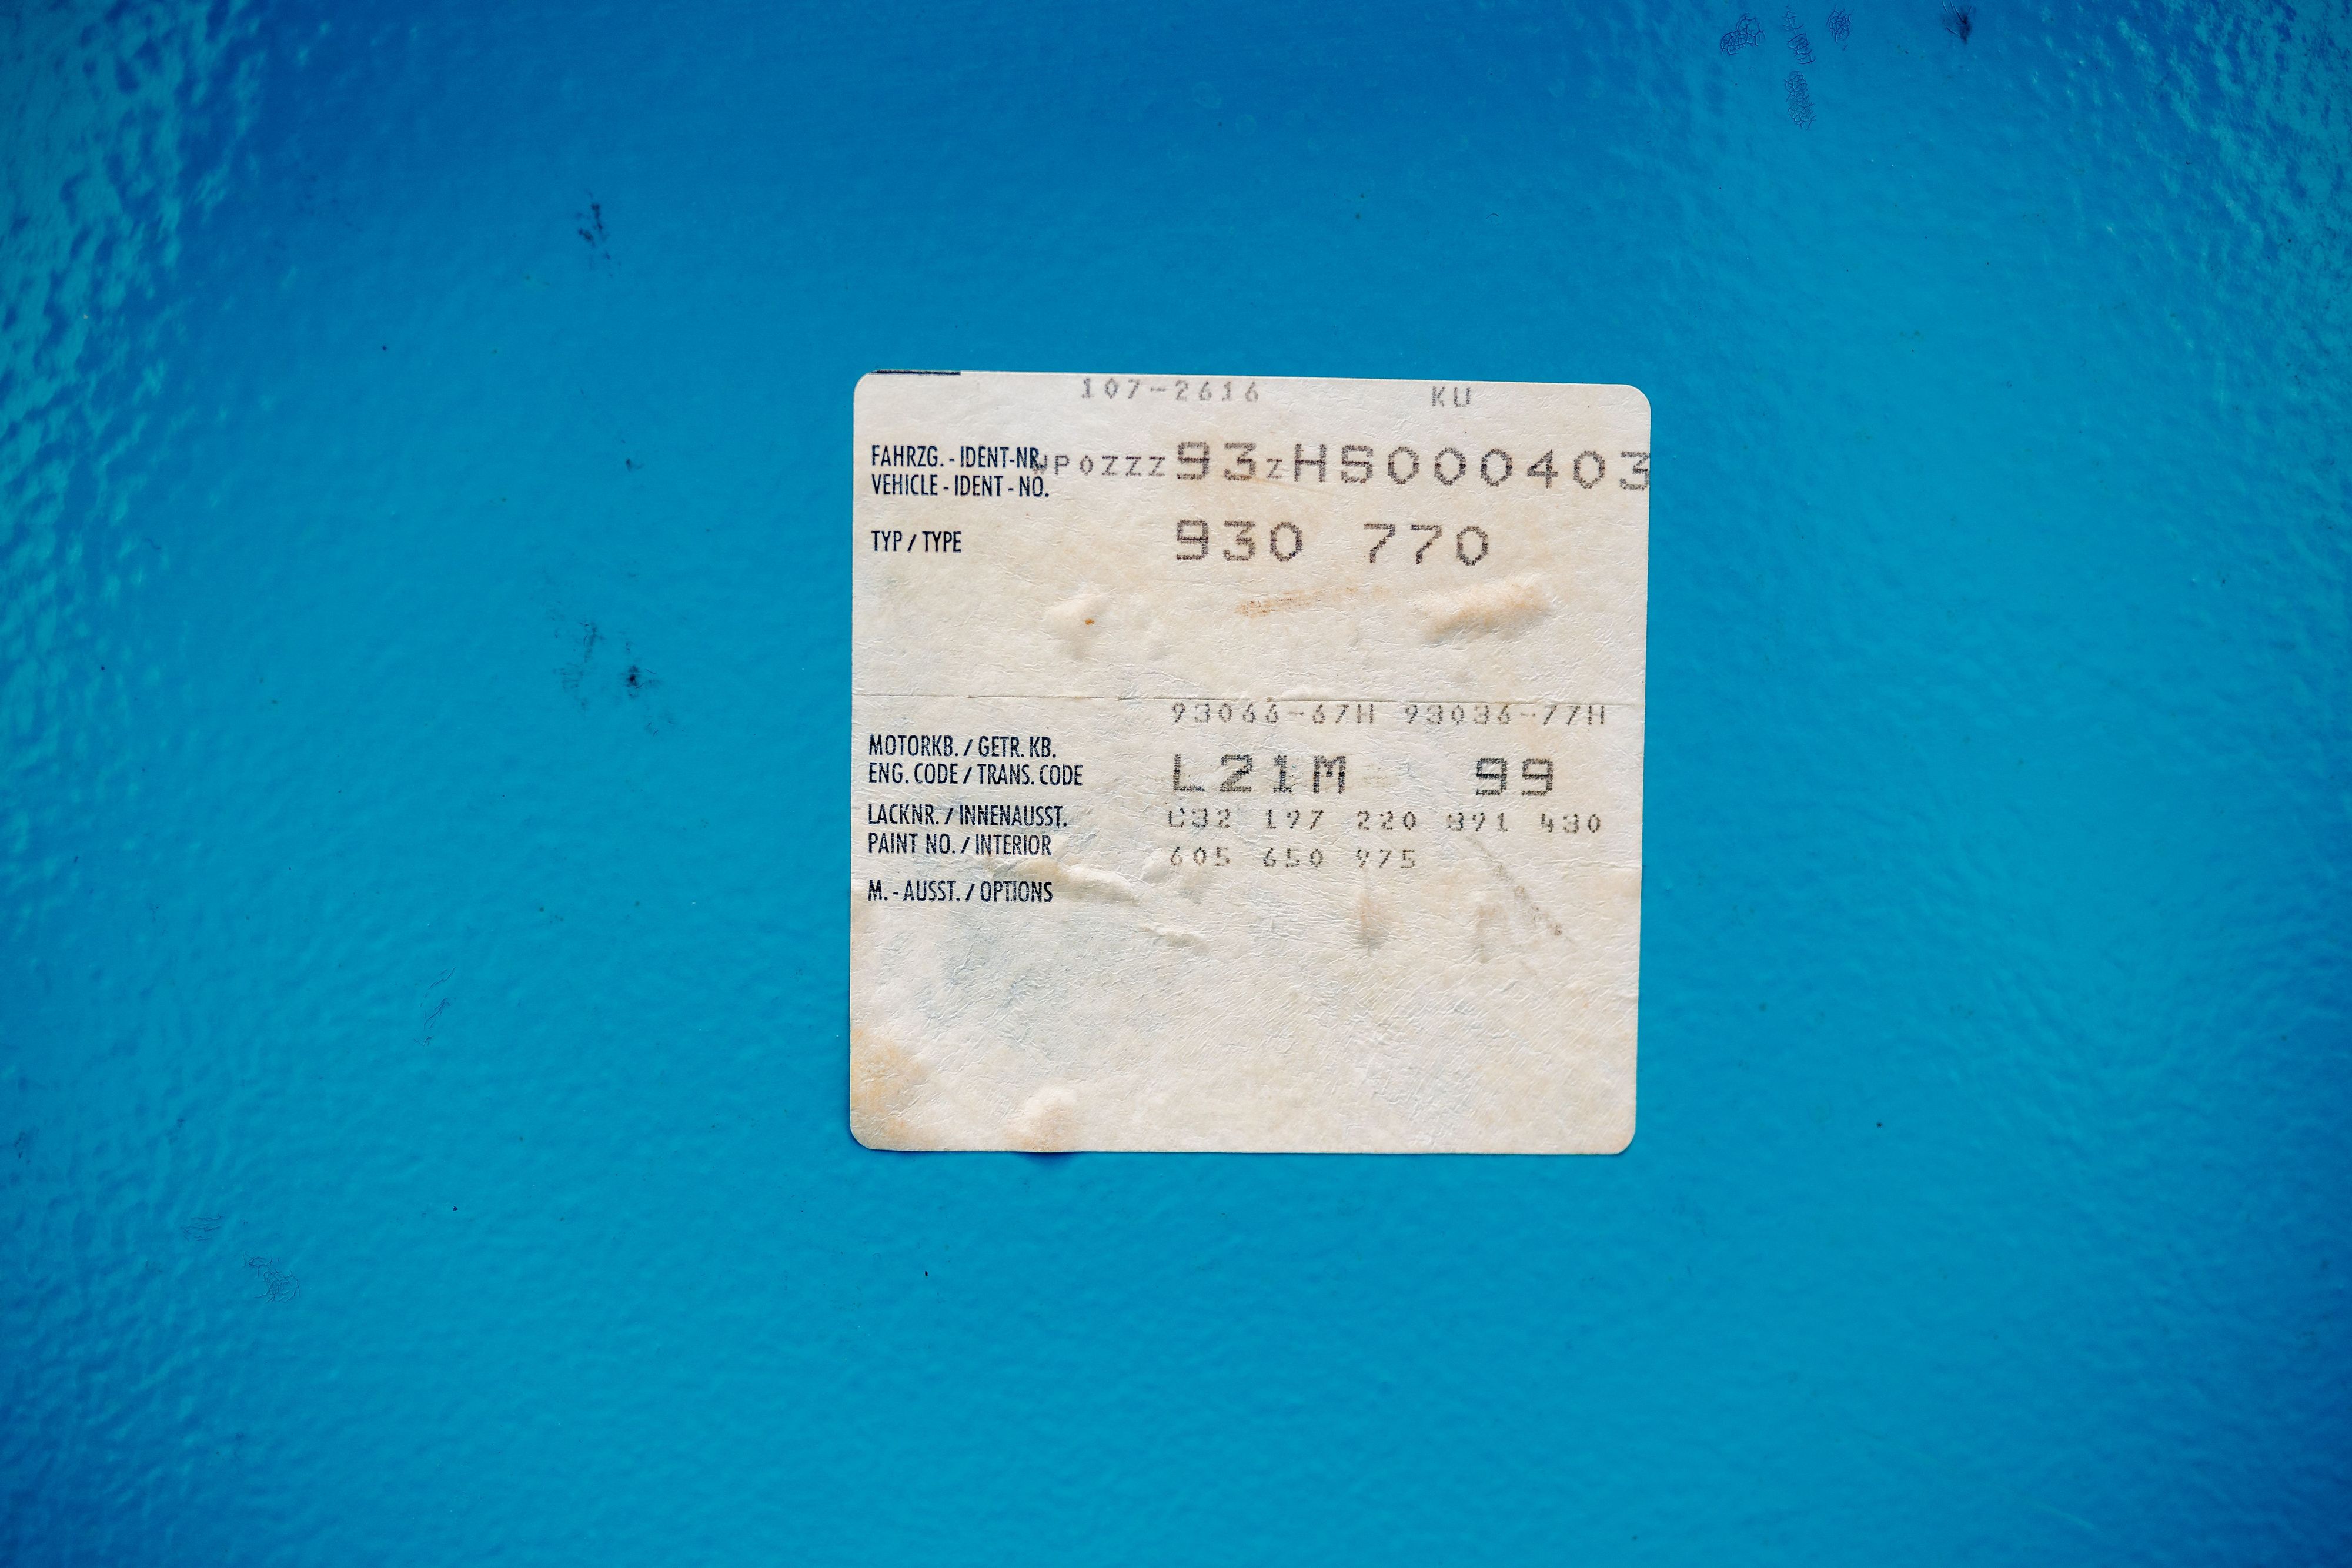 107-2616 KU
FAHRZG. - IDENT-NR. WP0ZZZ93ZHS000403
VEHICLE - IDENT - NO.
TYP / TYPE 930 770
93066-67H 93036-77H
MOTORKB. / GETR. KB.
ENG. CODE / TRANS. CODE L21M 99
LACKNR. / INNENAUSST. C32 197 220 391 430
PAINT NO. / INTERIOR
605 650 975
M. - AUSST. / OPTIONS